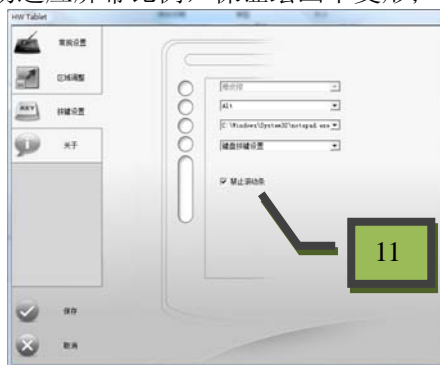 HW Tablet
常规设置
区域调整
KEY
按键设置
关于
Alt
C:\Windows\System32\notepad.exe
键盘按键设置
禁止滚动条
11
保存
取消